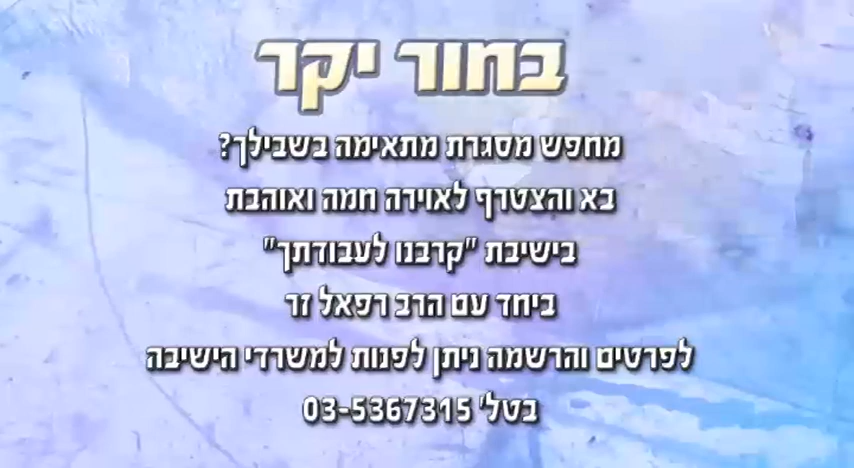 בחור יקר
מחפש מסגרת מתאימה בשבילך?
בא והצטרף לאוירה חמה ואוהבת
בישיבת "קרבנו לעבודתך"
ביחד עם הרב רפאל זר
לפרטים והרשמה ניתן לפנות למשרדי הישיבה
בטל' 03-5367315